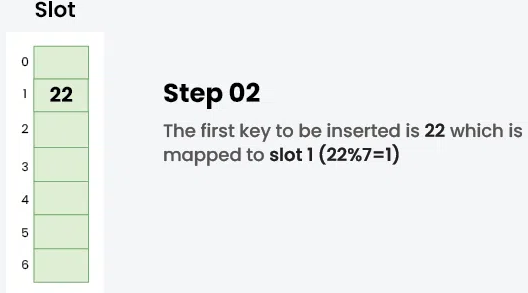 Slot
0
1 22
2
3
4
5
6
Step 02
The first key to be inserted is 22 which is
mapped to slot 1 (22%7=1)